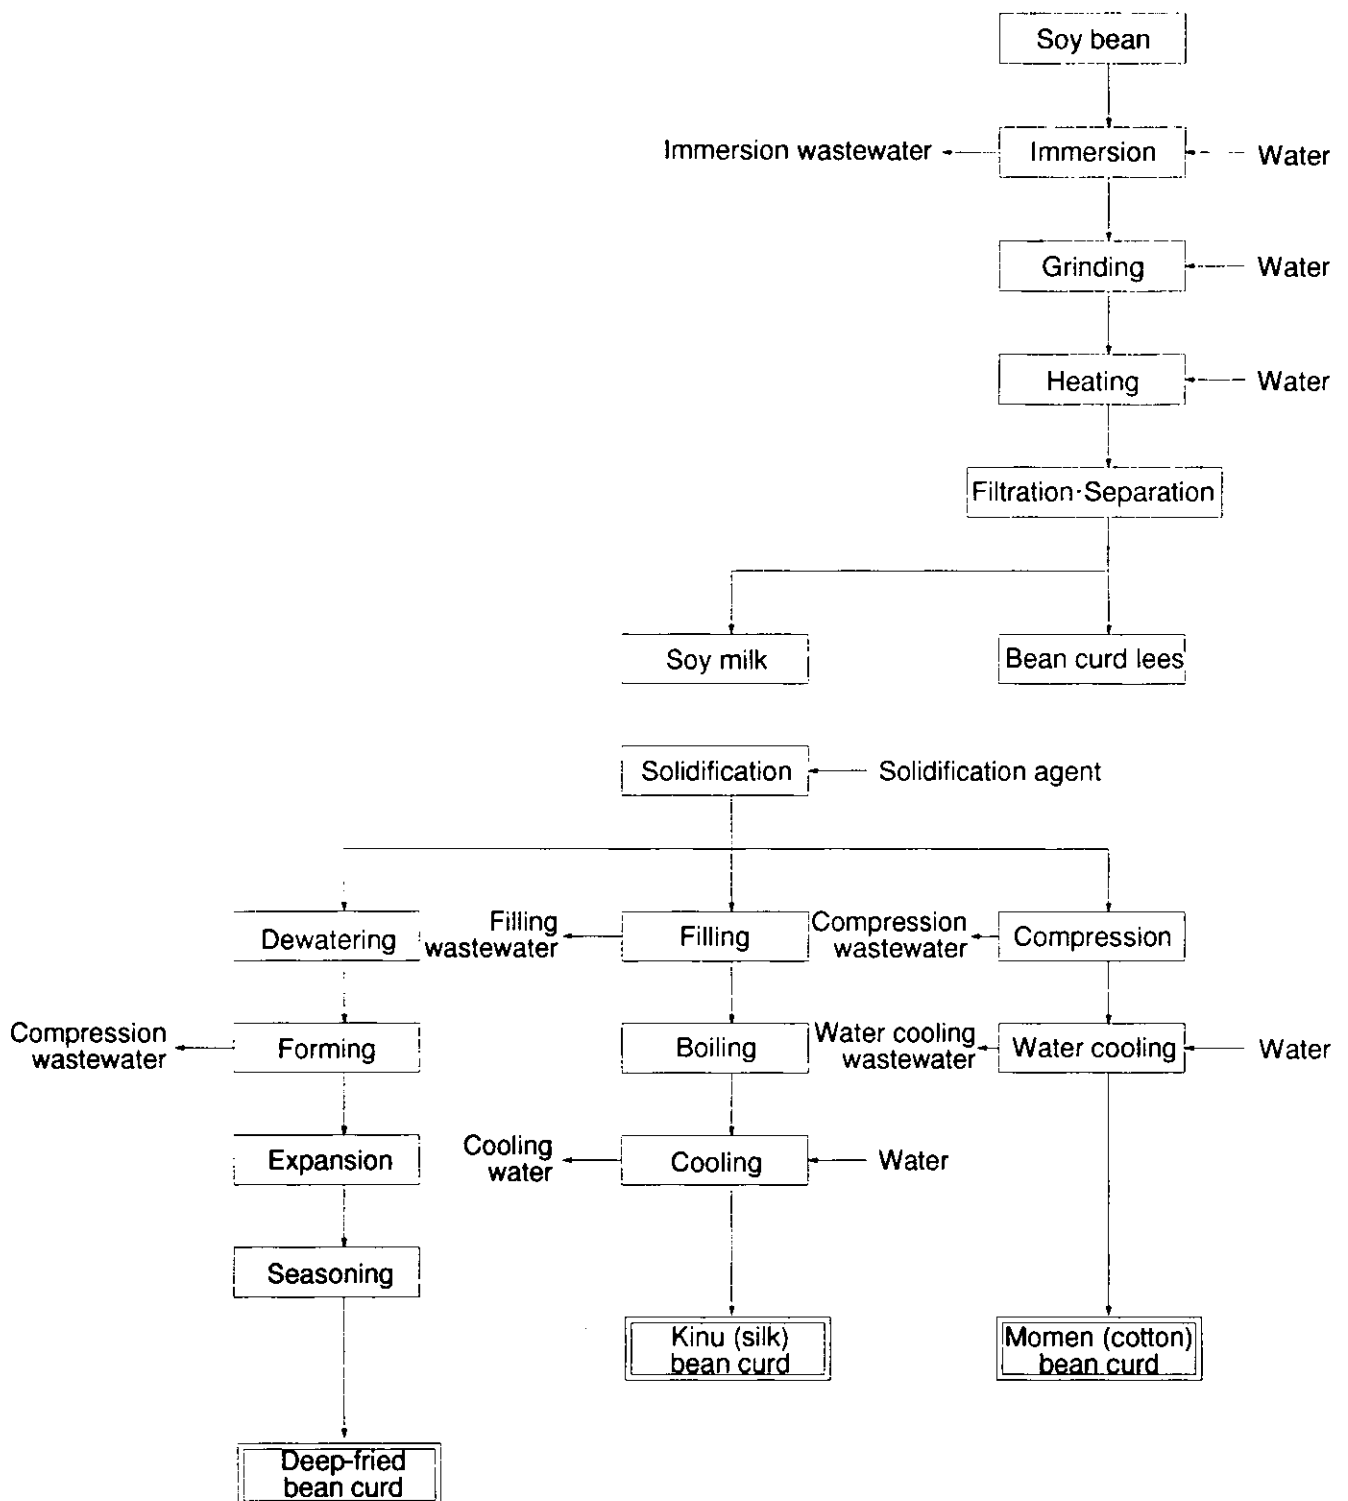 Soy bean
Immersion wastewater
Immersion
Water
Grinding
Water
Heating
Water
Filtration·Separation
Soy milk
Bean curd lees
Solidification
Solidification agent
Dewatering
Filling
wastewater
Filling
Compression
wastewater
Compression
Compression
wastewater
Forming
Boiling
Water cooling
wastewater
Water cooling
Water
Expansion
Cooling
water
Cooling
Water
Seasoning
Kinu (silk)
bean curd
Momen (cotton)
bean curd
Deep-fried
bean curd